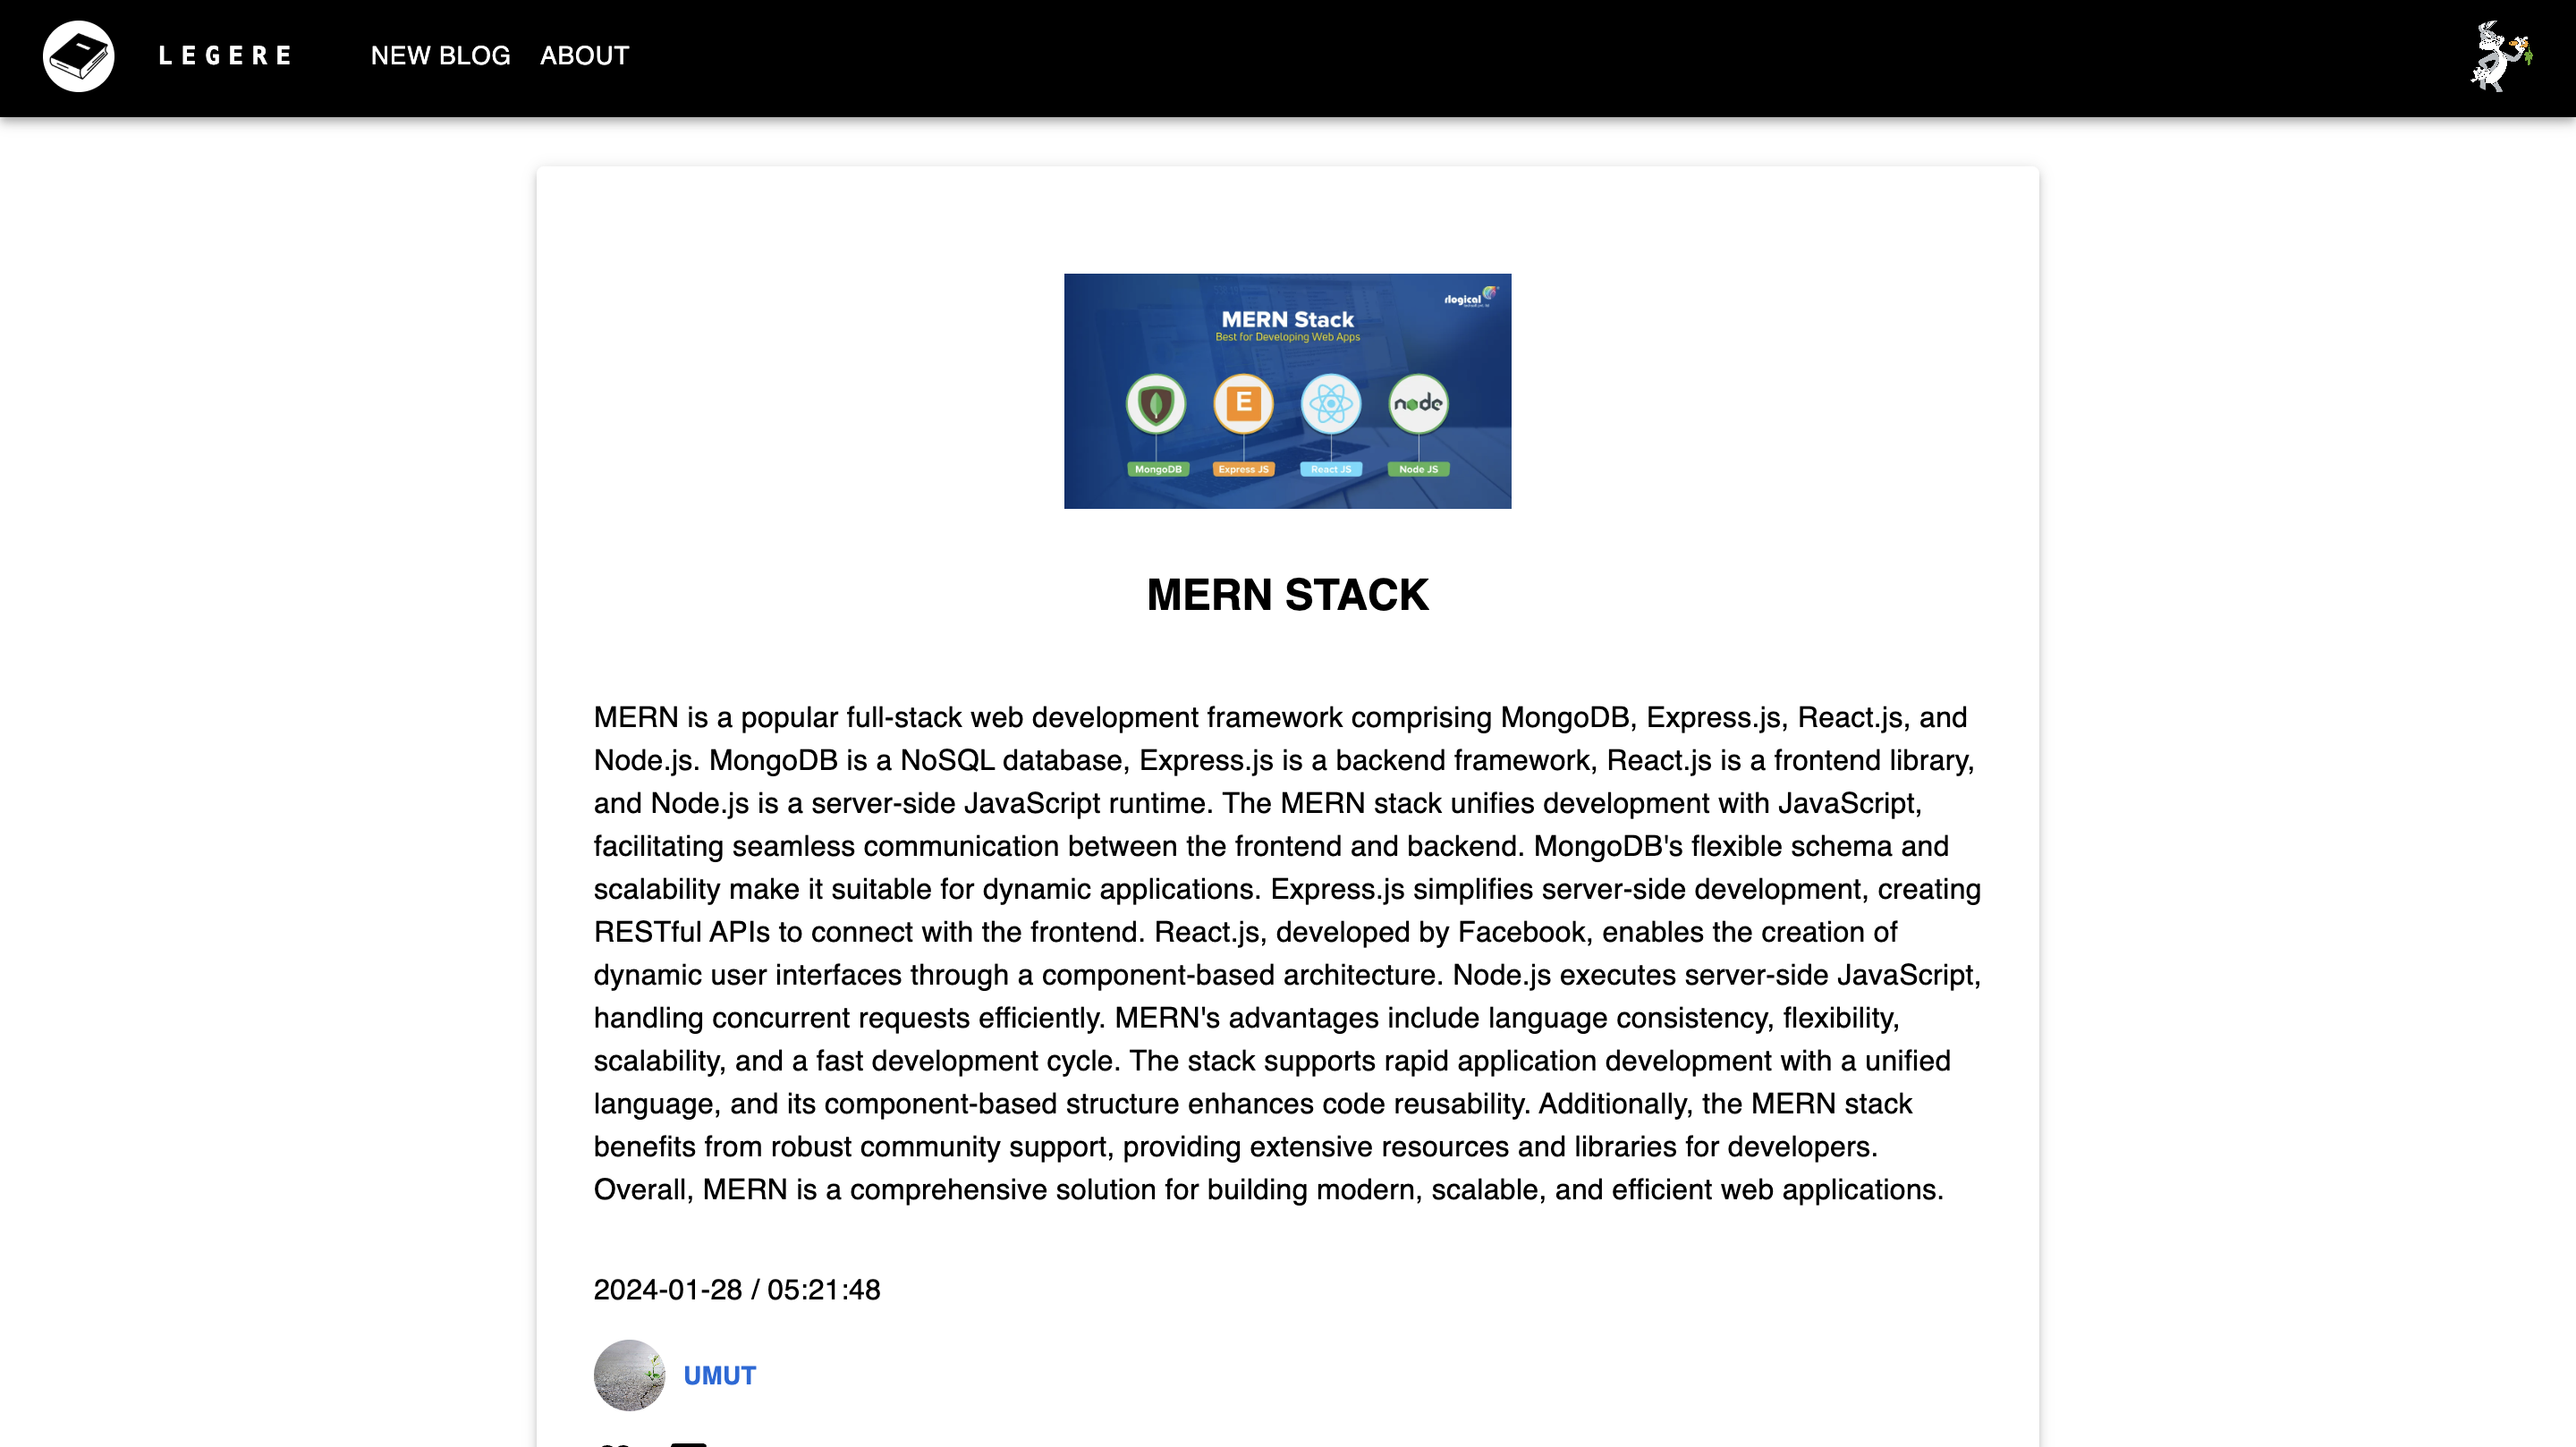 LEGERE
NEW BLOG
ABOUT
rlogical
MERN Stack
Best for Developing Web Apps
E
node
MongoDB
Express JS
React JS
Node JS
MERN STACK
MERN is a popular full-stack web development framework comprising MongoDB, Express.js, React.js, and
Node.js. MongoDB is a NoSQL database, Express.js is a backend framework, React.js is a frontend library,
and Node.js is a server-side JavaScript runtime. The MERN stack unifies development with JavaScript,
facilitating seamless communication between the frontend and backend. MongoDB's flexible schema and
scalability make it suitable for dynamic applications. Express.js simplifies server-side development, creating
RESTful APIs to connect with the frontend. React.js, developed by Facebook, enables the creation of
dynamic user interfaces through a component-based architecture. Node.js executes server-side JavaScript,
handling concurrent requests efficiently. MERN's advantages include language consistency, flexibility,
scalability, and a fast development cycle. The stack supports rapid application development with a unified
language, and its component-based structure enhances code reusability. Additionally, the MERN stack
benefits from robust community support, providing extensive resources and libraries for developers.
Overall, MERN is a comprehensive solution for building modern, scalable, and efficient web applications.
2024-01-28 / 05:21:48
UMUT